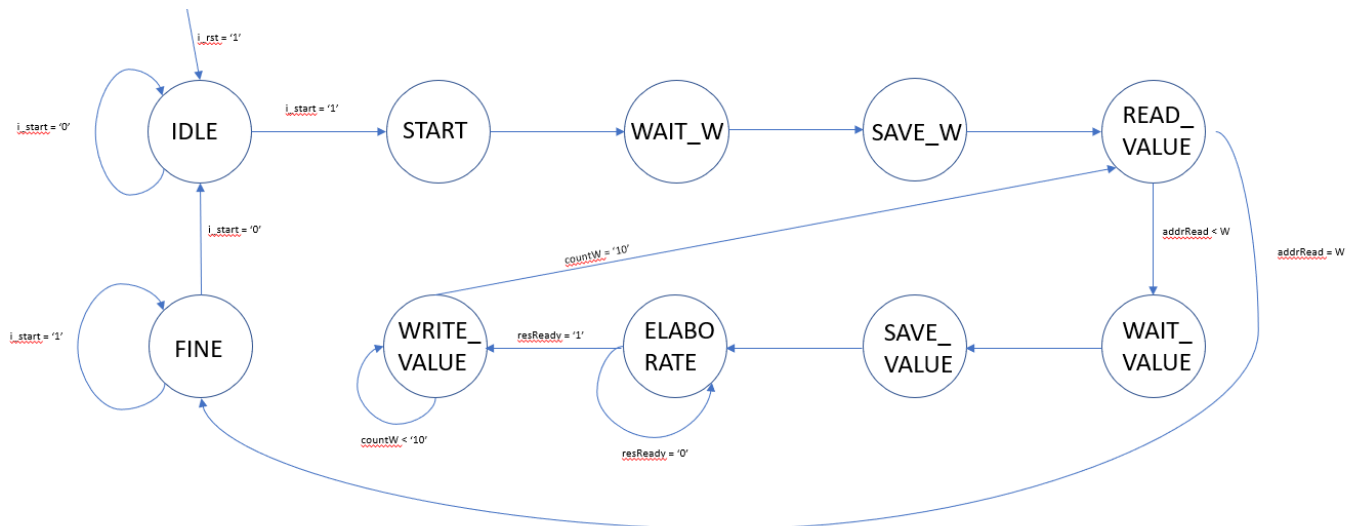 i_rst = '1'
i_start = '0'
IDLE
i_start = '1'
START
WAIT_W
SAVE_W
READ_
VALUE
i_start = '0'
countW = '10'
addrRead < W
addrRead = W
i_start = '1'
FINE
WRITE_
VALUE
resReady = '1'
ELABO
RATE
SAVE_
VALUE
WAIT_
VALUE
countW < '10'
resReady = '0'